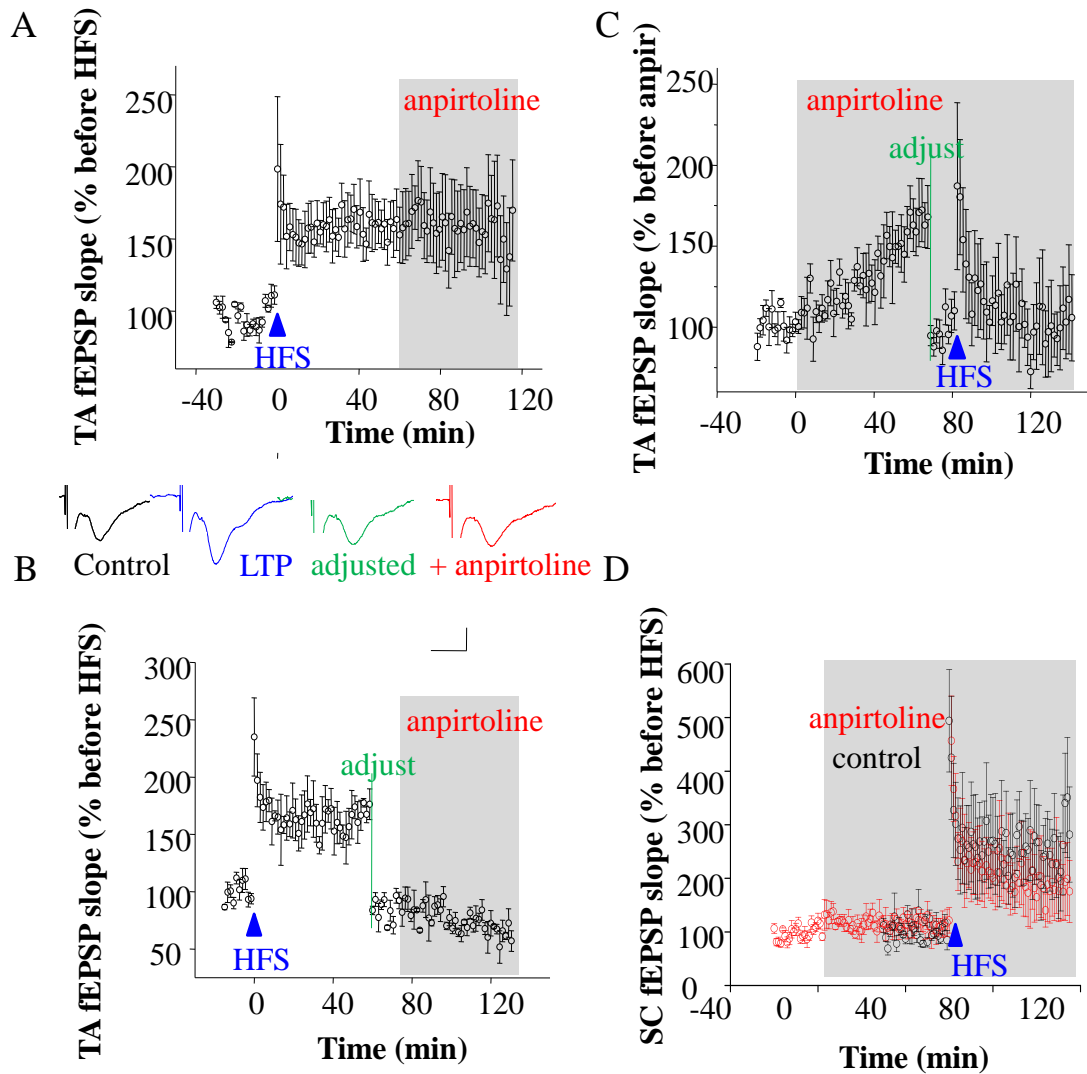 A
TA fEPSP slope (% before HFS)
250
200
150
100
anpirtoline
HFS
-40
0
40
80
120
Time (min)
C
TA fEPSP slope (% before anpir)
250
200
150
100
anpirtoline
adjust
HFS
-40
0
40
80
120
Time (min)
Control
LTP
adjusted
+ anpirtoline
B
TA fEPSP slope (% before HFS)
300
250
200
150
100
50
anpirtoline
adjust
HFS
0
40
80
120
Time (min)
D
SC fEPSP slope (% before HFS)
600
400
300
200
100
0
anpirtoline
control
HFS
-40
0
40
80
120
Time (min)